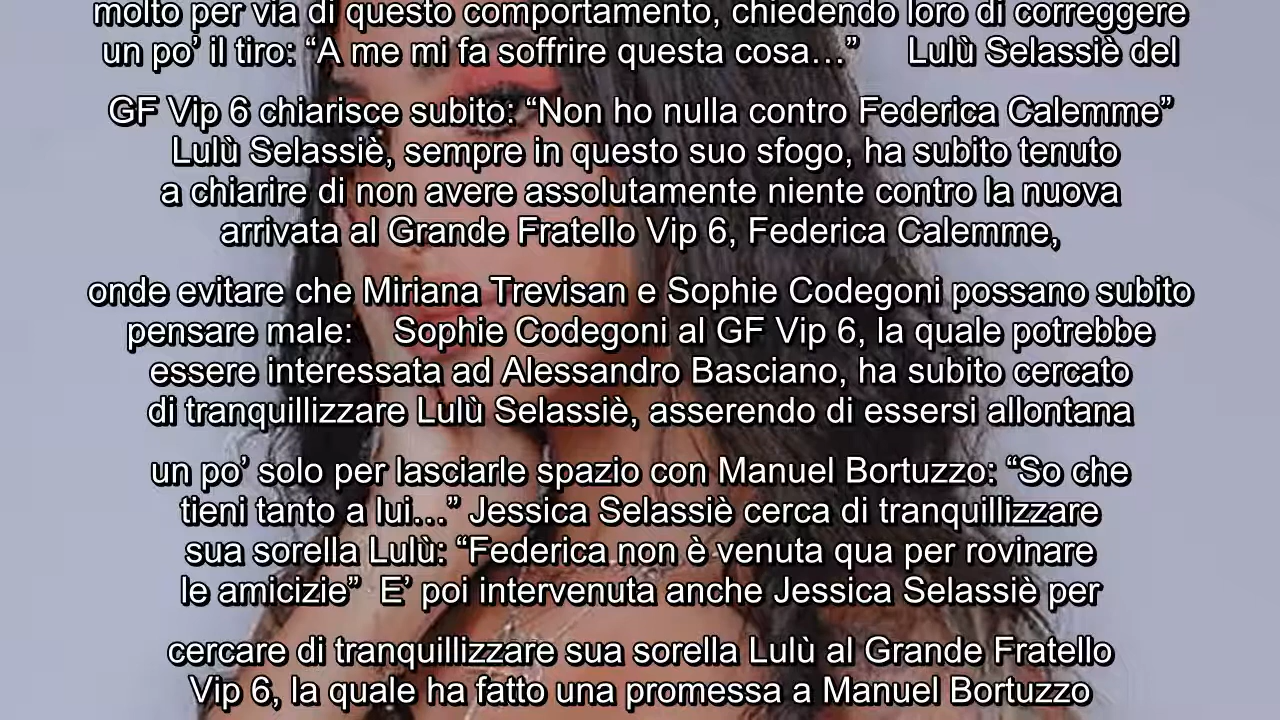 molto per via di questo comportamento, chiedendo loro di correggere
un po’ il tiro: “A me mi fa soffrire questa cosa…” Lulù Selassiè del
GF Vip 6 chiarisce subito: “Non ho nulla contro Federica Calemme”
Lulù Selassiè, sempre in questo suo sfogo, ha subito tenuto
a chiarire di non avere assolutamente niente contro la nuova
arrivata al Grande Fratello Vip 6, Federica Calemme,
onde evitare che Miriana Trevisan e Sophie Codegoni possano subito
pensare male: Sophie Codegoni al GF Vip 6, la quale potrebbe
essere interessata ad Alessandro Basciano, ha subito cercato
di tranquillizzare Lulù Selassiè, asserendo di essersi allontana
un po’ solo per lasciarle spazio con Manuel Bortuzzo: “So che
tieni tanto a lui…” Jessica Selassiè cerca di tranquillizzare
sua sorella Lulù: “Federica non è venuta qua per rovinare
le amicizie” E’ poi intervenuta anche Jessica Selassiè per
cercare di tranquillizzare sua sorella Lulù al Grande Fratello
Vip 6, la quale ha fatto una promessa a Manuel Bortuzzo